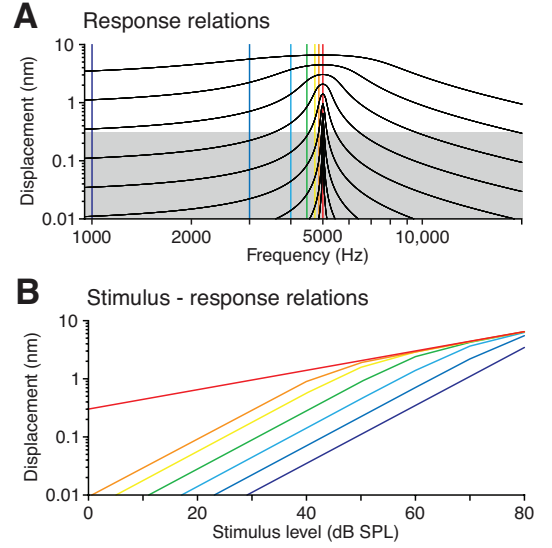 A
Response relations
Displacement (nm)
10
1
0.1
0.01
1000
2000
5000
10,000
Frequency (Hz)
B
Stimulus - response relations
Displacement (nm)
10
1
0.1
0.01
0
20
40
60
80
Stimulus level (dB SPL)